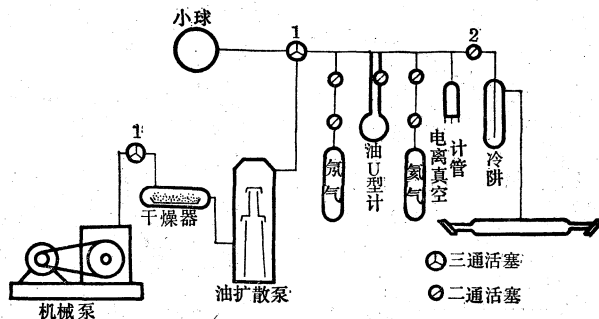 小球
1
2
1
氖气
油U型计
氦气
电离真空
计管
冷阱
干燥器
三通活塞
油扩散泵
二通活塞
机械泵